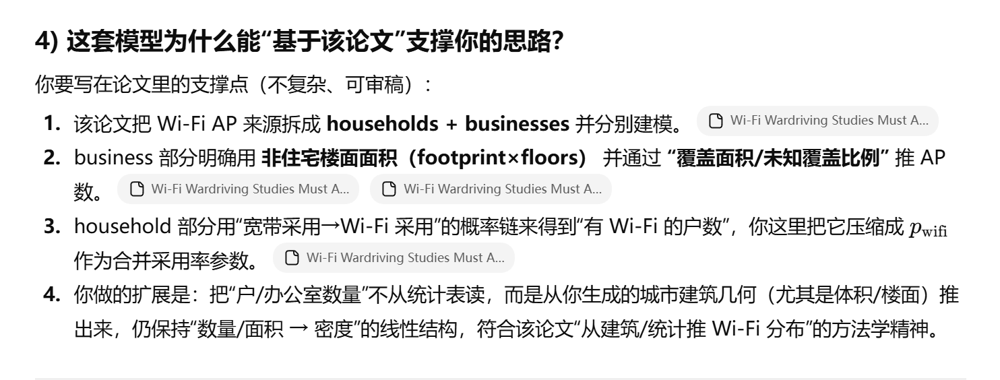 4) 这套模型为什么能“基于该论文”支撑你的思路？
你要写在论文里的支撑点（不复杂、可审稿）：
1. 该论文把 Wi-Fi AP 来源拆成 households + businesses 并分别建模。 Wi-Fi Wardriving Studies Must A...
2. business 部分明确用 非住宅楼面面积（footprint×floors） 并通过 “覆盖面积/未知覆盖比例” 推 AP
数。 Wi-Fi Wardriving Studies Must A... Wi-Fi Wardriving Studies Must A...
3. household 部分用“宽带采用→Wi-Fi 采用”的概率链来得到“有 Wi-Fi 的户数”，你这里把它压缩成 p_wifi
作为合并采用率参数。 Wi-Fi Wardriving Studies Must A...
4. 你做的扩展是：把“户/办公室数量”不从统计表读，而是从你生成的城市建筑几何（尤其是体积/楼面）推
出来，仍保持“数量/面积 → 密度”的线性结构，符合该论文“从建筑/统计推 Wi-Fi 分布”的方法学精神。